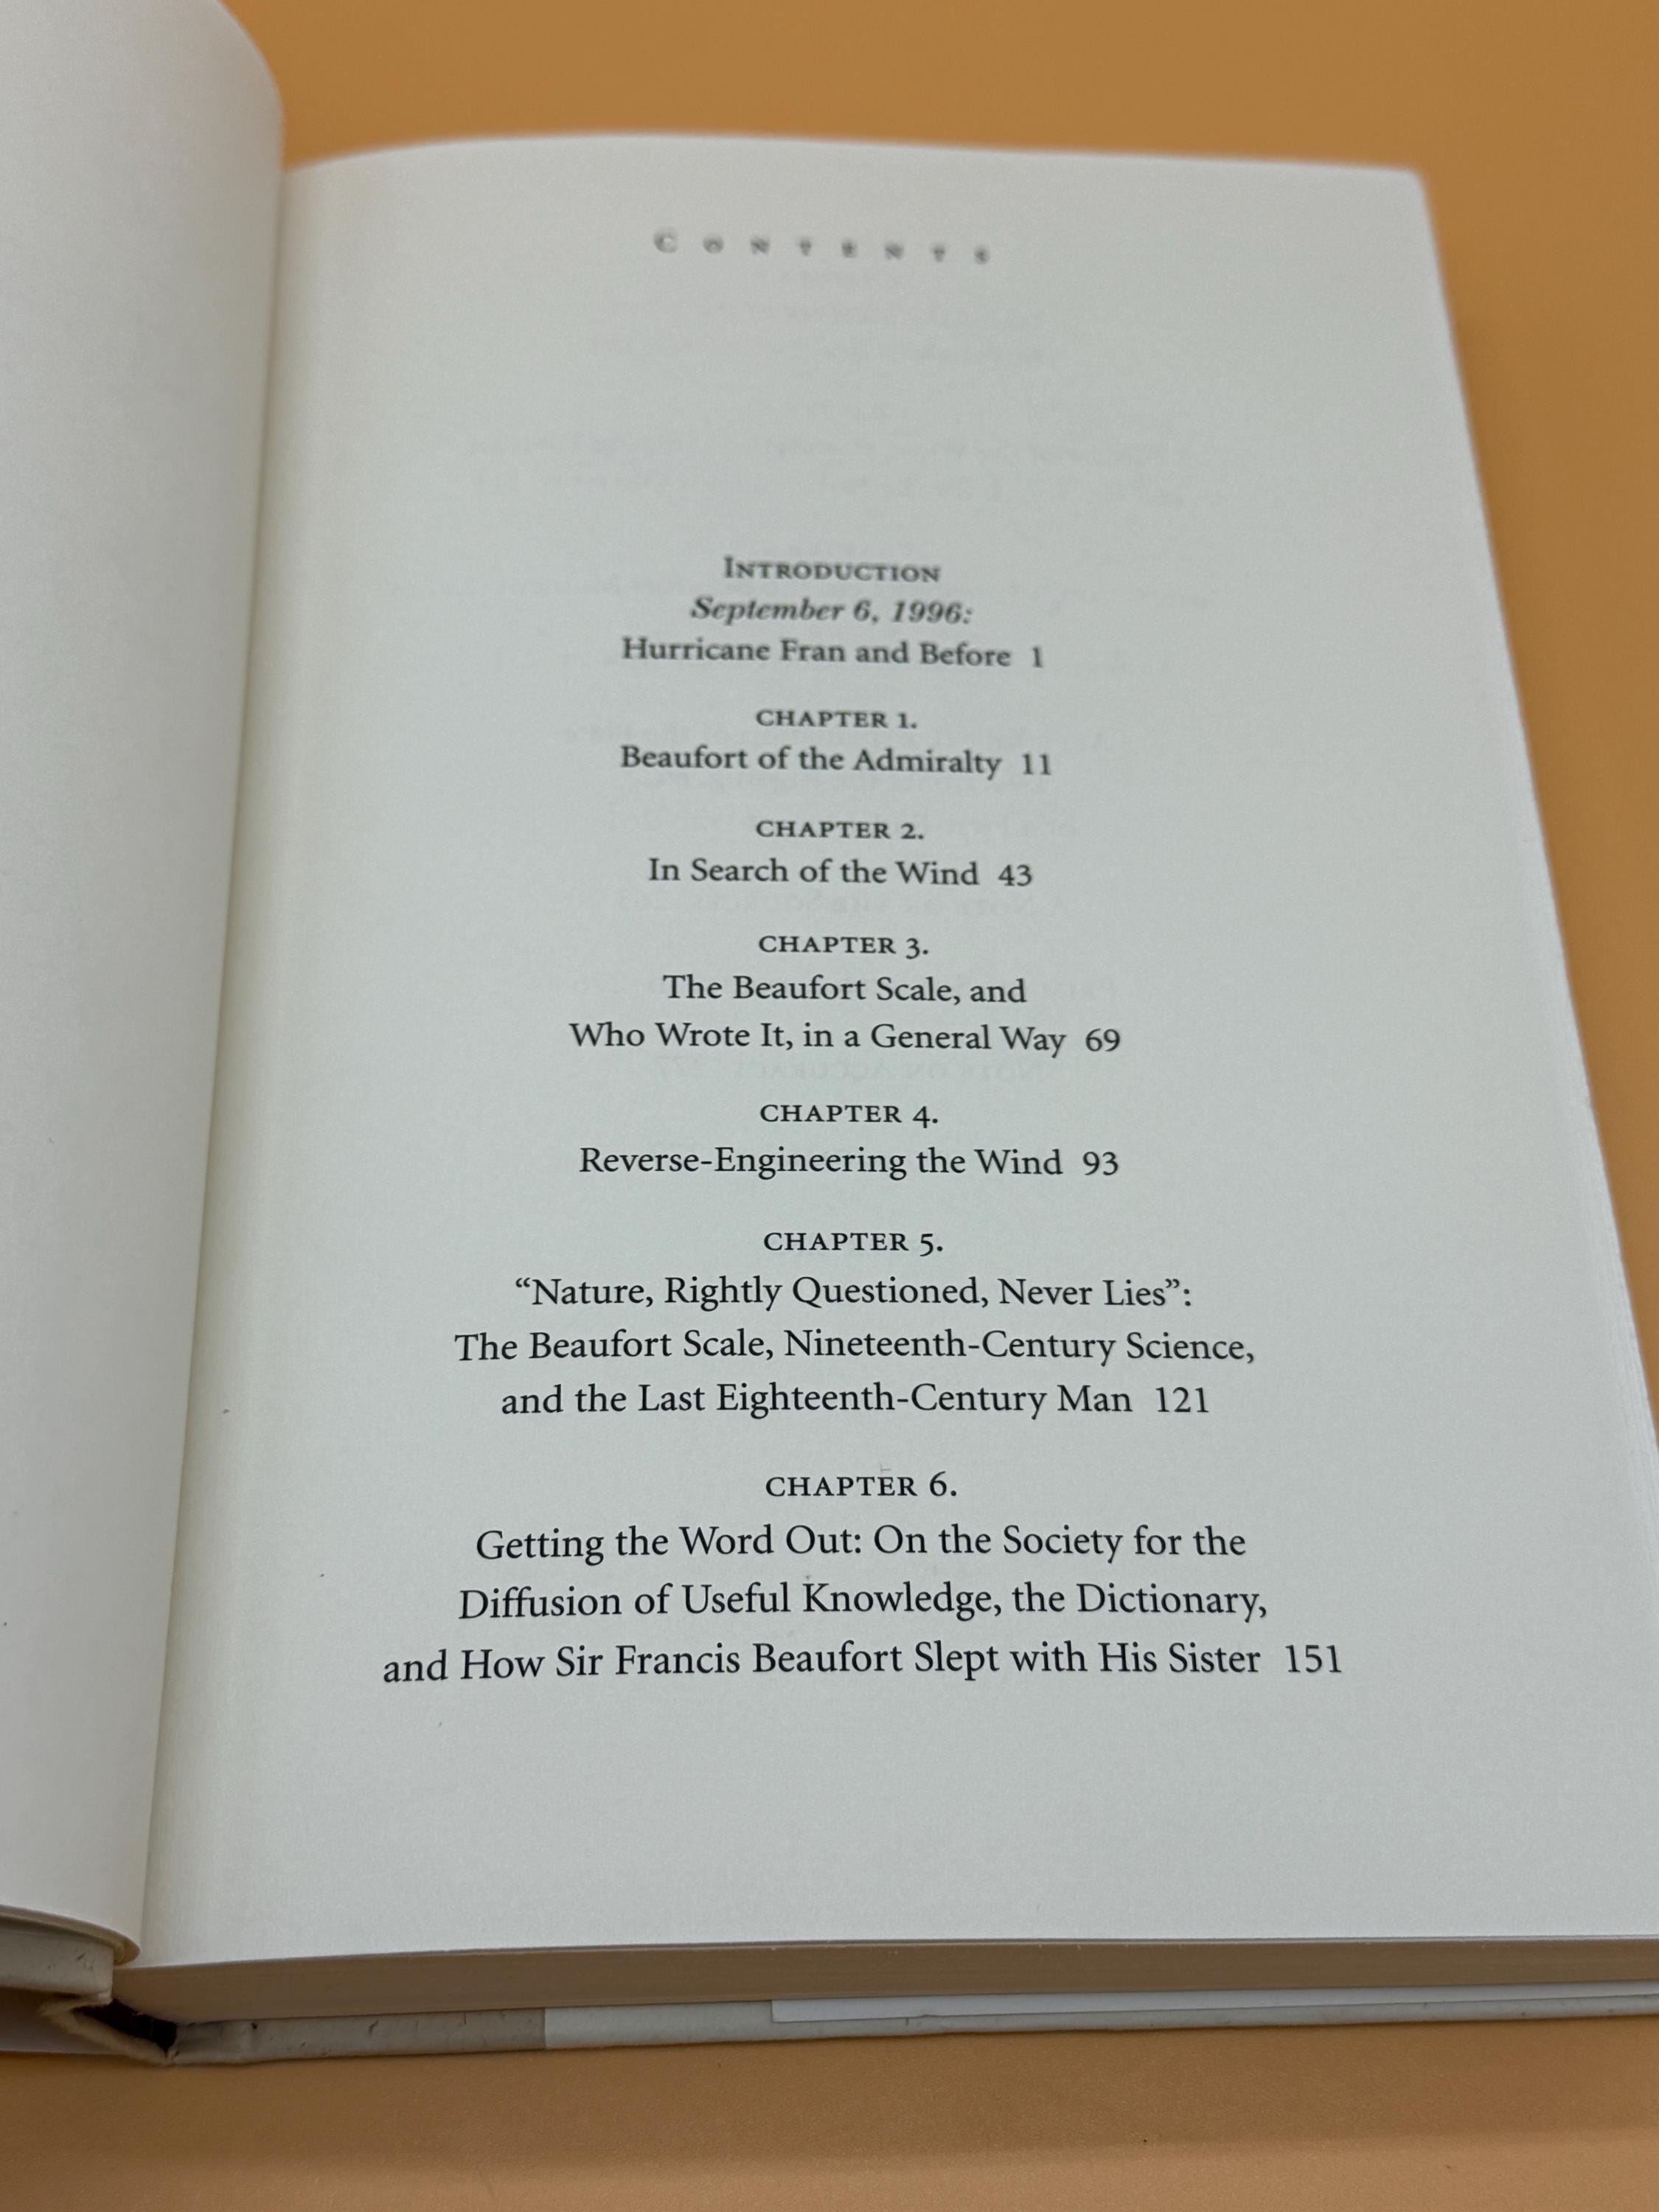 CONTENTS
INTRODUCTION
September 6, 1996:
Hurricane Fran and Before 1
CHAPTER 1.
Beaufort of the Admiralty 11
CHAPTER 2.
In Search of the Wind 43
CHAPTER 3.
The Beaufort Scale, and
Who Wrote It, in a General Way 69
CHAPTER 4.
Reverse-Engineering the Wind 93
CHAPTER 5.
“Nature, Rightly Questioned, Never Lies”:
The Beaufort Scale, Nineteenth-Century Science,
and the Last Eighteenth-Century Man 121
CHAPTER 6.
Getting the Word Out: On the Society for the
Diffusion of Useful Knowledge, the Dictionary,
and How Sir Francis Beaufort Slept with His Sister 151